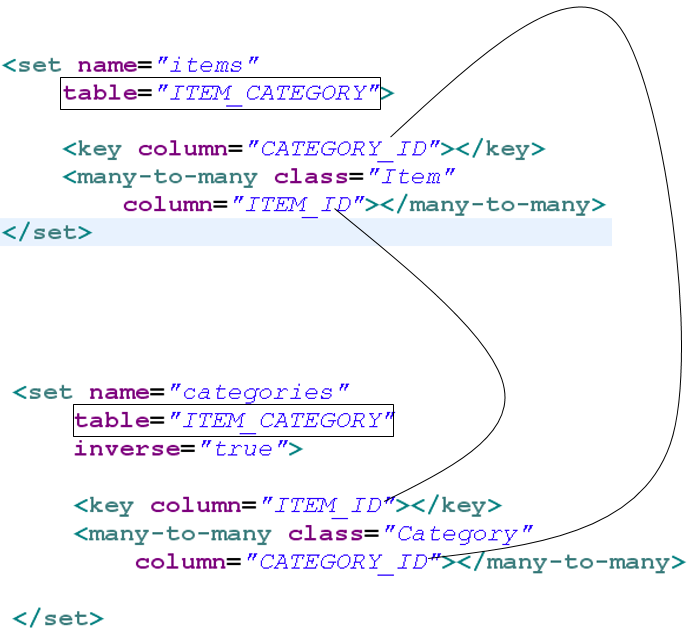 <set name="items"
table="ITEM_CATEGORY">
<key column="CATEGORY_ID"></key>
<many-to-many class="Item"
column="ITEM_ID"></many-to-many>
</set>
<set name="categories"
table="ITEM_CATEGORY"
inverse="true">
<key column="ITEM_ID"></key>
<many-to-many class="Category"
column="CATEGORY_ID"></many-to-many>
</set>